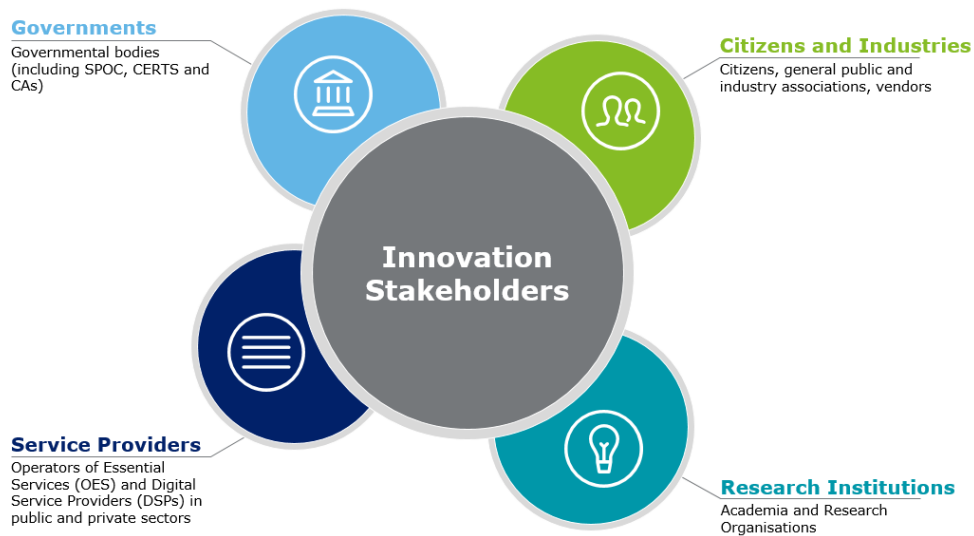 Governments
Governmental bodies
(including SPOC, CERTS and
CAs)
Citizens and Industries
Citizens, general public and
industry associations, vendors
Innovation
Stakeholders
Service Providers
Operators of Essential
Services (OES) and Digital
Service Providers (DSPs) in
public and private sectors
Research Institutions
Academia and Research
Organisations